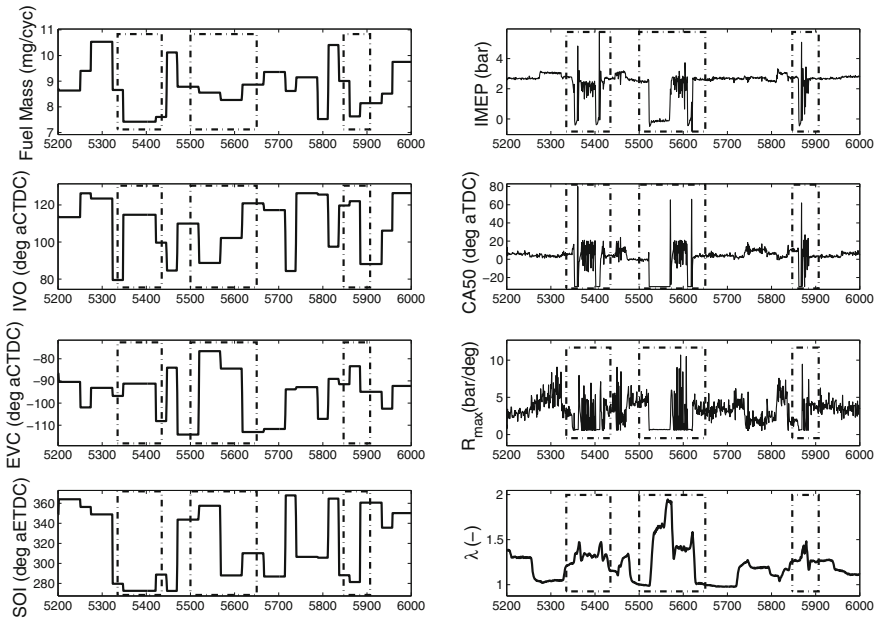 11
10
9
8
7
Fuel Mass (mg/cyc)
5200 5300 5400 5500 5600 5700 5800 5900 6000
4
2
0
IMEP (bar)
5200 5300 5400 5500 5600 5700 5800 5900 6000
120
100
80
IVO (deg aCTDC)
5200 5300 5400 5500 5600 5700 5800 5900 6000
80
60
40
20
0
−20
CA50 (deg aTDC)
5200 5300 5400 5500 5600 5700 5800 5900 6000
−80
−90
−100
−110
EVC (deg aCTDC)
5200 5300 5400 5500 5600 5700 5800 5900 6000
10
5
0
Rmax(bar/deg)
5200 5300 5400 5500 5600 5700 5800 5900 6000
360
340
320
300
280
SOI (deg aETDC)
5200 5300 5400 5500 5600 5700 5800 5900 6000
2
1.5
1
λ (−)
5200 5300 5400 5500 5600 5700 5800 5900 6000